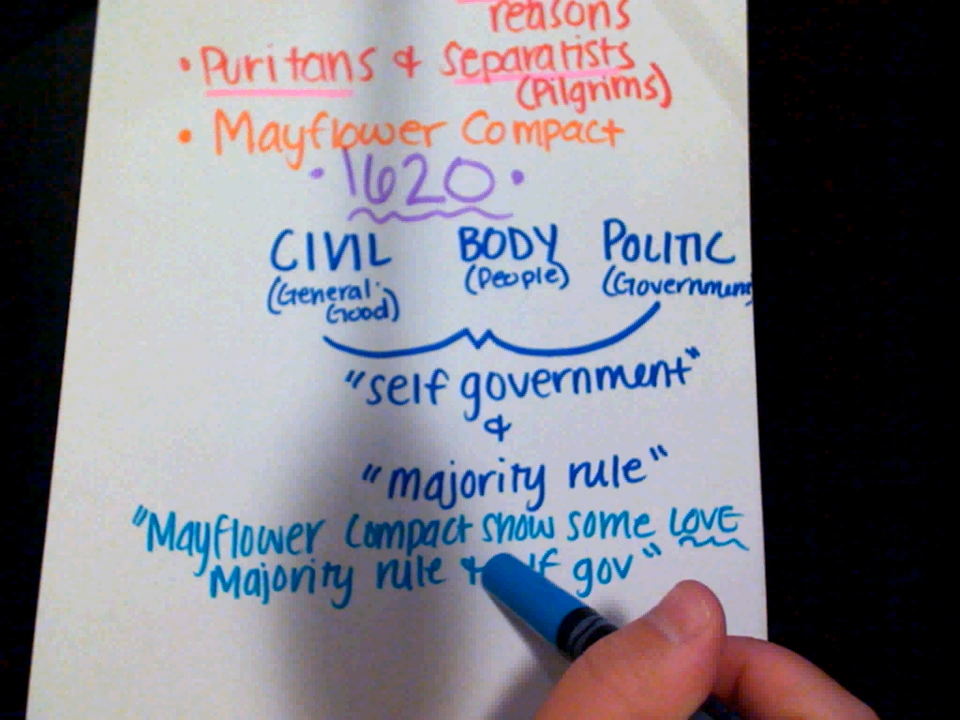 reasons
• Puritans & Separatists
(Pilgrims)
• Mayflower Compact
• 1620 •
CIVIL BODY POLITIC
(General Good) (People) (Government)
"self government"
&
"majority rule"
"Mayflower Compact show some LOVE
Majority rule & gov"